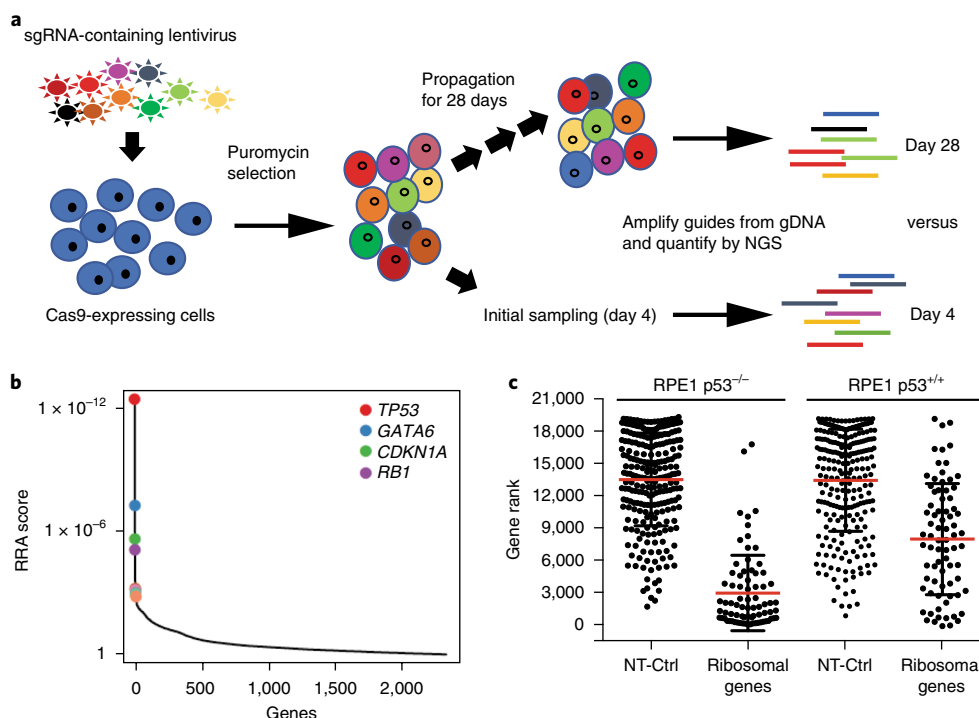 a
sgRNA-containing lentivirus
Puromycin
selection
Cas9-expressing cells
Propagation
for 28 days
Initial sampling (day 4)
Amplify guides from gDNA
and quantify by NGS
Day 28
versus
Day 4
b
RRA score
1 × 10⁻¹²
1 × 10⁻⁶
1
TP53
GATA6
CDKN1A
RB1
0
500
1,000
1,500
2,000
Genes
c
RPE1 p53⁻/⁻
RPE1 p53⁺/⁺
Gene rank
21,000
18,000
15,000
12,000
9,000
6,000
3,000
0
NT-Ctrl
Ribosomal
genes
NT-Ctrl
Ribosomal
genes